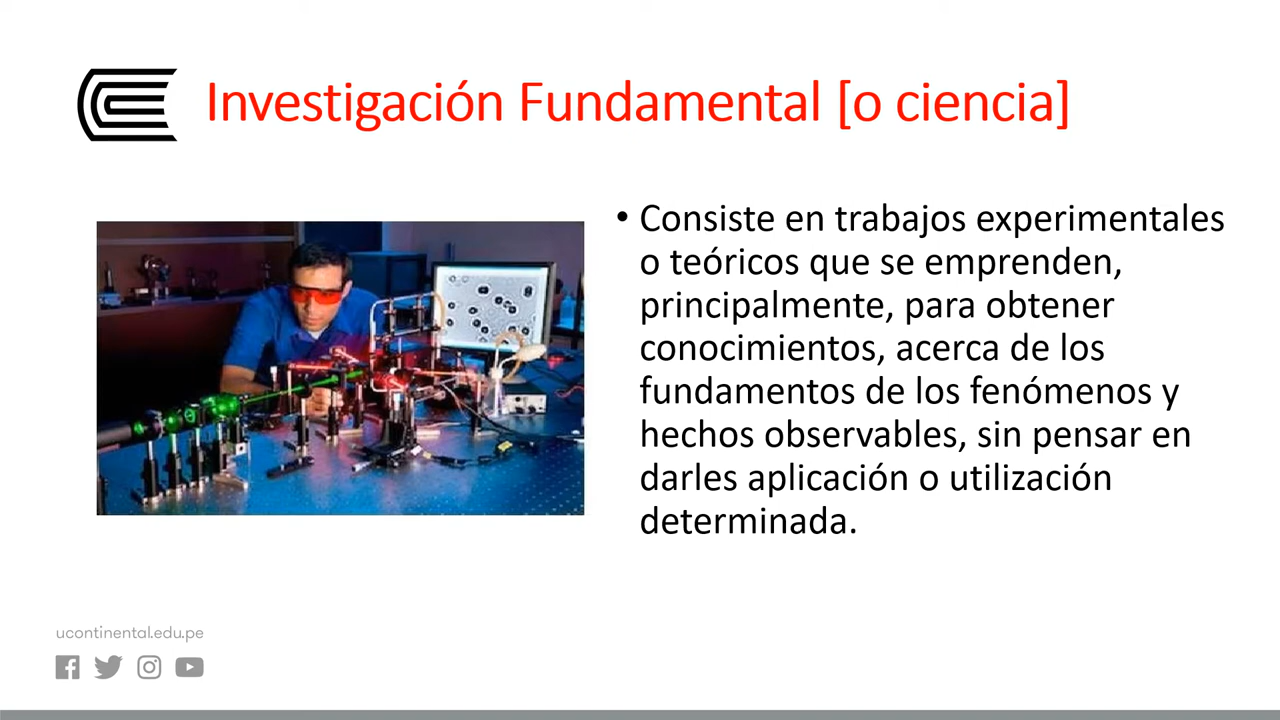 Investigación Fundamental [o ciencia]
• Consiste en trabajos experimentales
o teóricos que se emprenden,
principalmente, para obtener
conocimientos, acerca de los
fundamentos de los fenómenos y
hechos observables, sin pensar en
darles aplicación o utilización
determinada.
ucontinental.edu.pe